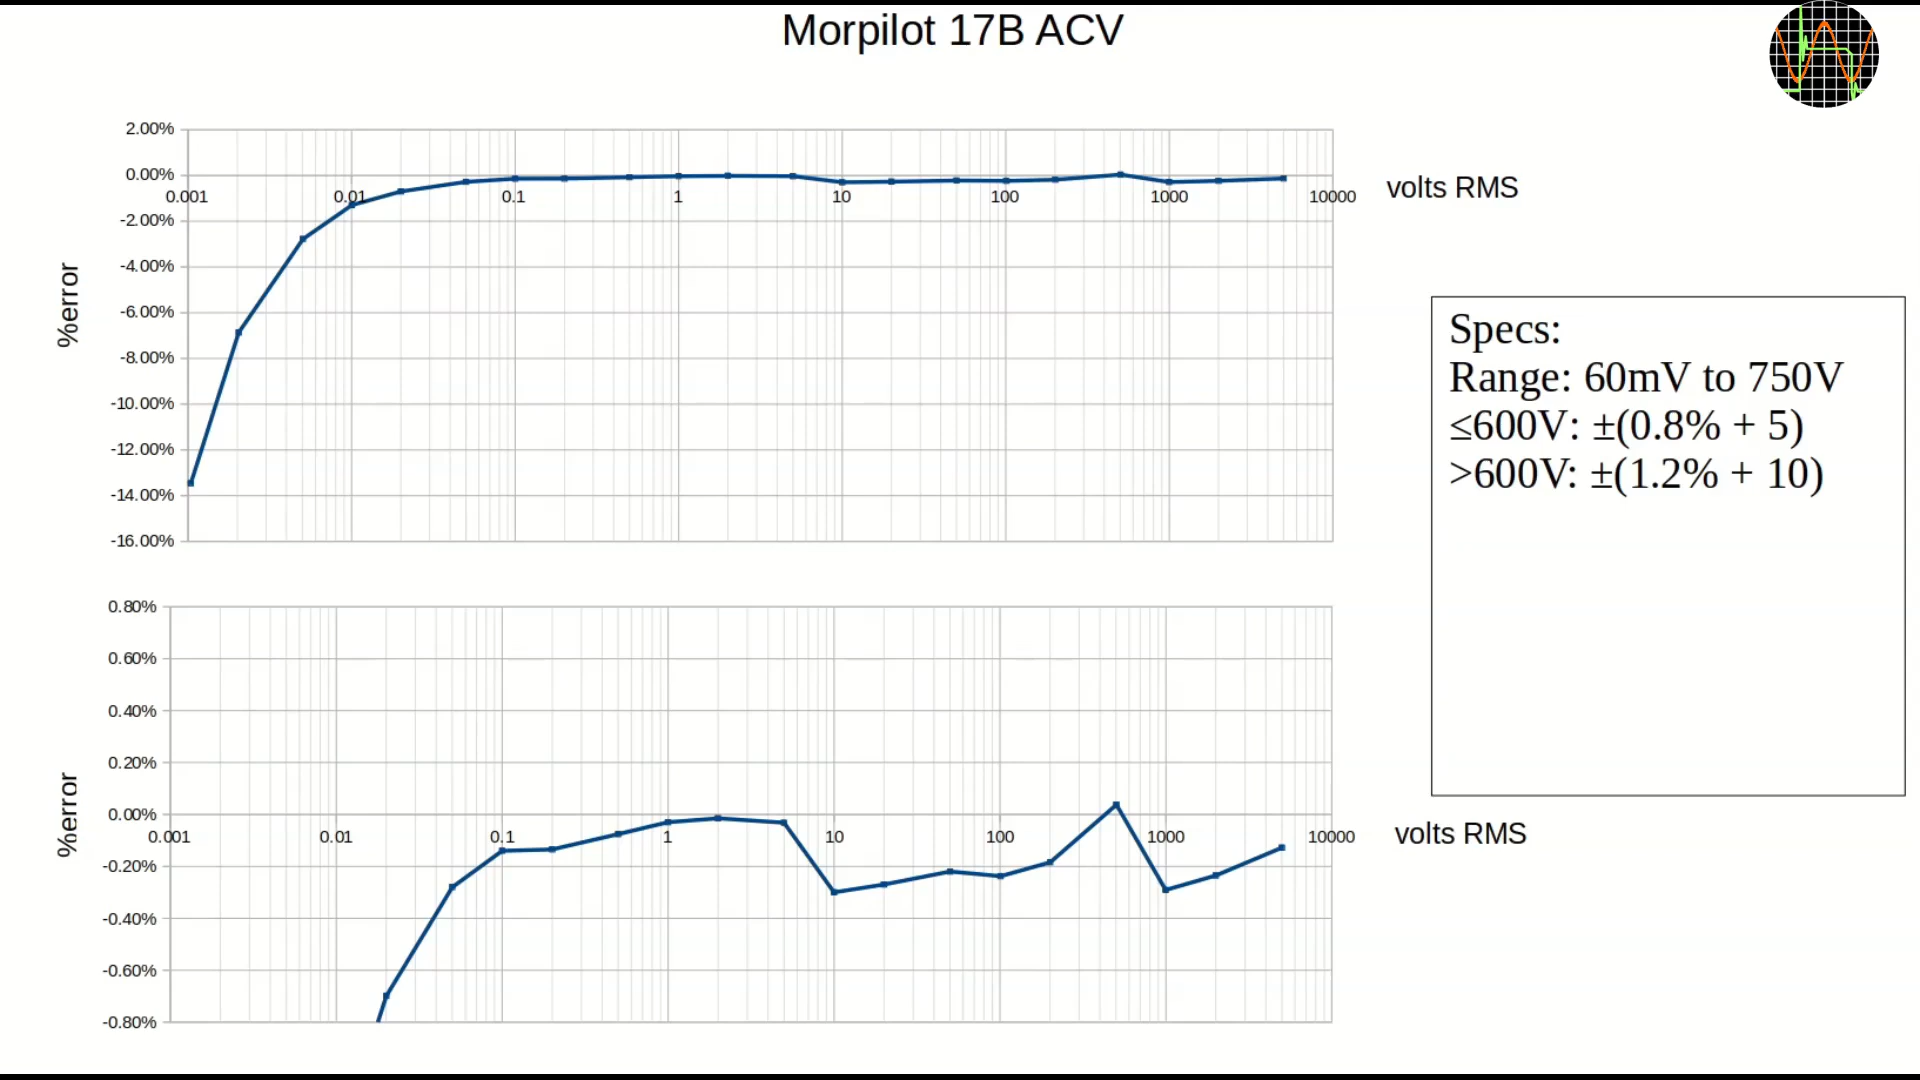 Morpilot 17B ACV
2.00%
0.00%
0.001 0.01 0.1 1 10 100 1000 10000 volts RMS
-2.00%
-4.00%
-6.00%
-8.00%
-10.00%
-12.00%
-14.00%
-16.00%
%error
Specs:
Range: 60mV to 750V
≤600V: ±(0.8% + 5)
>600V: ±(1.2% + 10)
0.80%
0.60%
0.40%
0.20%
0.00%
0.001 0.01 0.1 1 10 100 1000 10000 volts RMS
-0.20%
-0.40%
-0.60%
-0.80%
%error